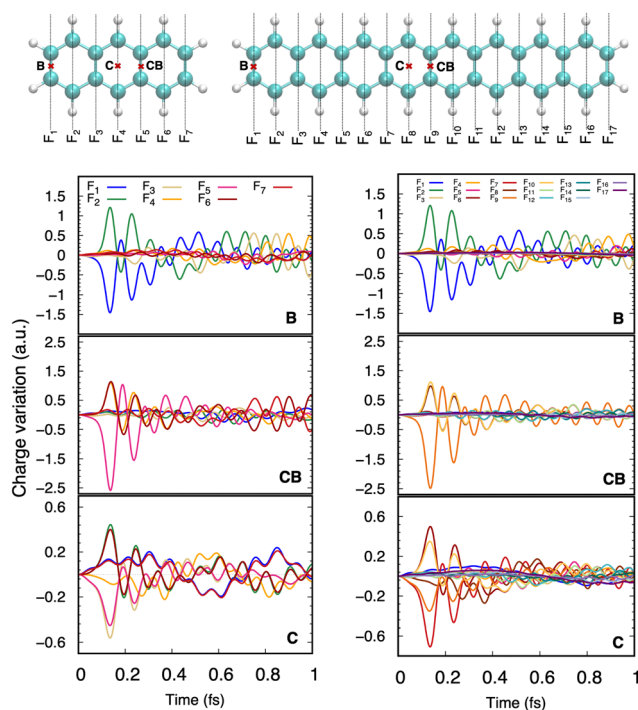 B C CB B C CB
F₁ F₂ F₃ F₄ F₅ F₆ F₇ F₁ F₂ F₃ F₄ F₅ F₆ F₇ F₈ F₉ F₁₀ F₁₁ F₁₂ F₁₃ F₁₄ F₁₅ F₁₆ F₁₇
Charge variation (a.u.)
F₁ F₃ F₅ F₇
F₂ F₄ F₆
1.5
1
0.5
0
−0.5
−1
−1.5
B
2.5
1.5
0.5
−0.5
−1.5
−2.5
CB
0.6
0.2
−0.2
−0.6
C
0 0.2 0.4 0.6 0.8 1
Time (fs)
F₁ F₄ F₇ F₁₀ F₁₃ F₁₆
F₂ F₅ F₈ F₁₁ F₁₄ F₁₇
F₃ F₆ F₉ F₁₂ F₁₅
1.5
1
0.5
0
−0.5
−1
−1.5
B
2.5
1.5
0.5
−0.5
−1.5
−2.5
CB
0.6
0.2
−0.2
−0.6
C
0 0.2 0.4 0.6 0.8 1
Time (fs)